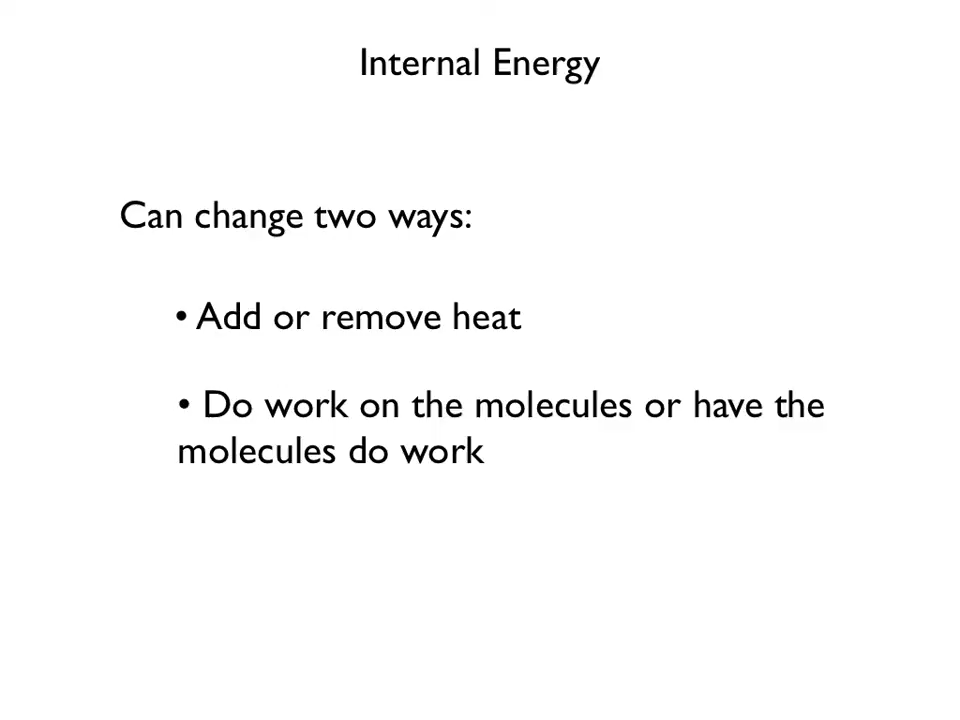 Internal Energy
Can change two ways:
• Add or remove heat
• Do work on the molecules or have the
molecules do work